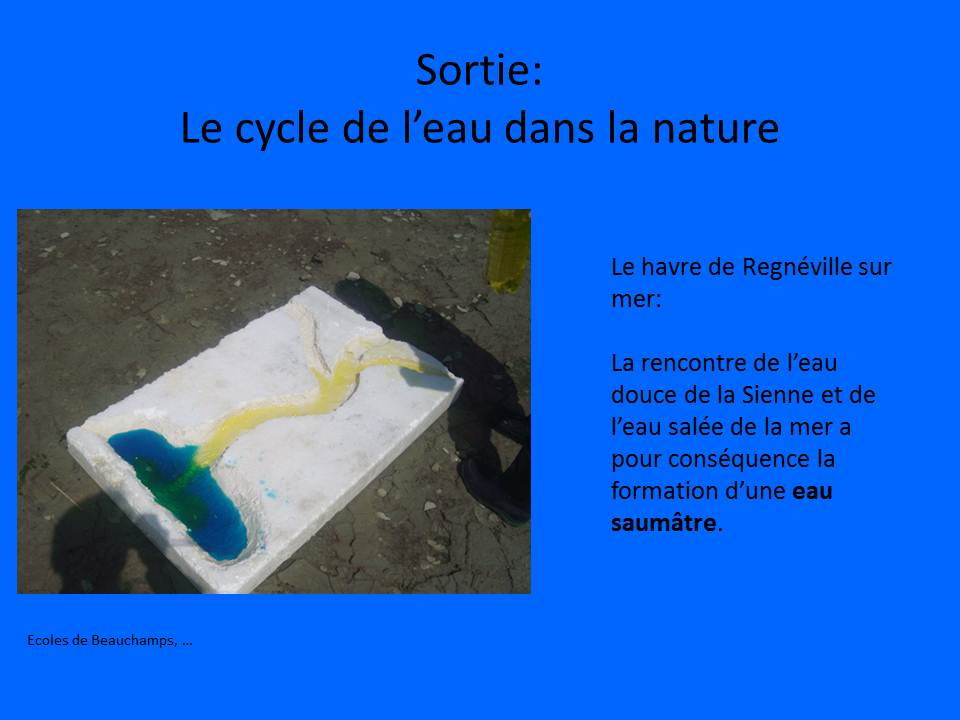 Sortie:
Le cycle de l’eau dans la nature
Le havre de Regnéville sur
mer:
La rencontre de l’eau
douce de la Sienne et de
l’eau salée de la mer a
pour conséquence la
formation d’une eau
saumâtre.
Ecoles de Beauchamps, …